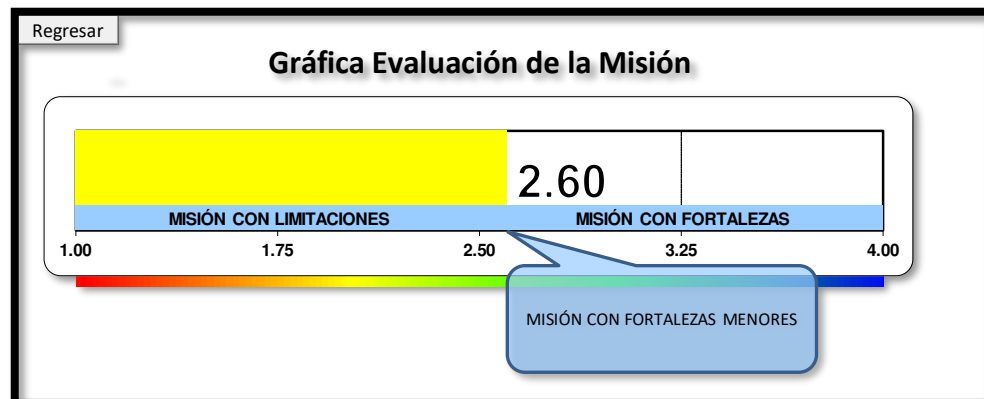 Regresar
Gráfica Evaluación de la Misión
2.60
MISIÓN CON LIMITACIONES MISIÓN CON FORTALEZAS
1.00 1.75 2.50 3.25 4.00
MISIÓN CON FORTALEZAS MENORES